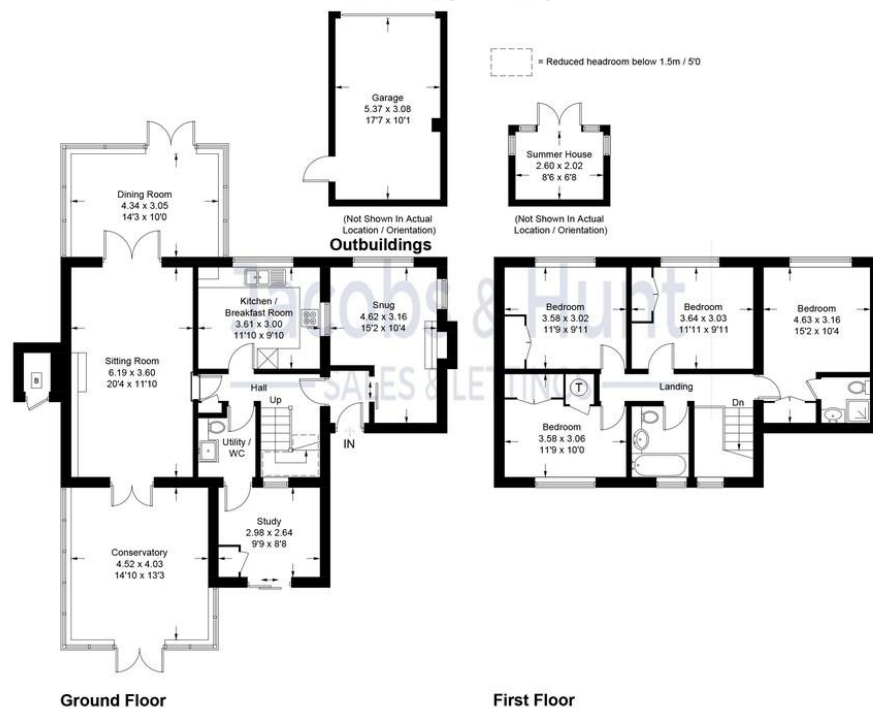 = Reduced headroom below 1.5m / 5'0
Garage
5.37 x 3.08
17'7 x 10'1
Summer House
2.60 x 2.02
8'6 x 6'8
(Not Shown In Actual
Location / Orientation)
(Not Shown In Actual
Location / Orientation)
Outbuildings
Jacobs & Hunt
SALES & LETTINGS
Dining Room
4.34 x 3.05
14'3 x 10'0
Kitchen /
Breakfast Room
3.61 x 3.00
11'10 x 9'10
Snug
4.62 x 3.16
15'2 x 10'4
Sitting Room
6.19 x 3.60
20'4 x 11'10
B
Hall
Up
IN
Utility /
WC
Study
2.98 x 2.64
9'9 x 8'8
Conservatory
4.52 x 4.03
14'10 x 13'3
Ground Floor
Bedroom
3.58 x 3.02
11'9 x 9'11
Bedroom
3.64 x 3.03
11'11 x 9'11
Bedroom
4.63 x 3.16
15'2 x 10'4
T
Landing
Dn
Bedroom
3.58 x 3.06
11'9 x 10'0
First Floor